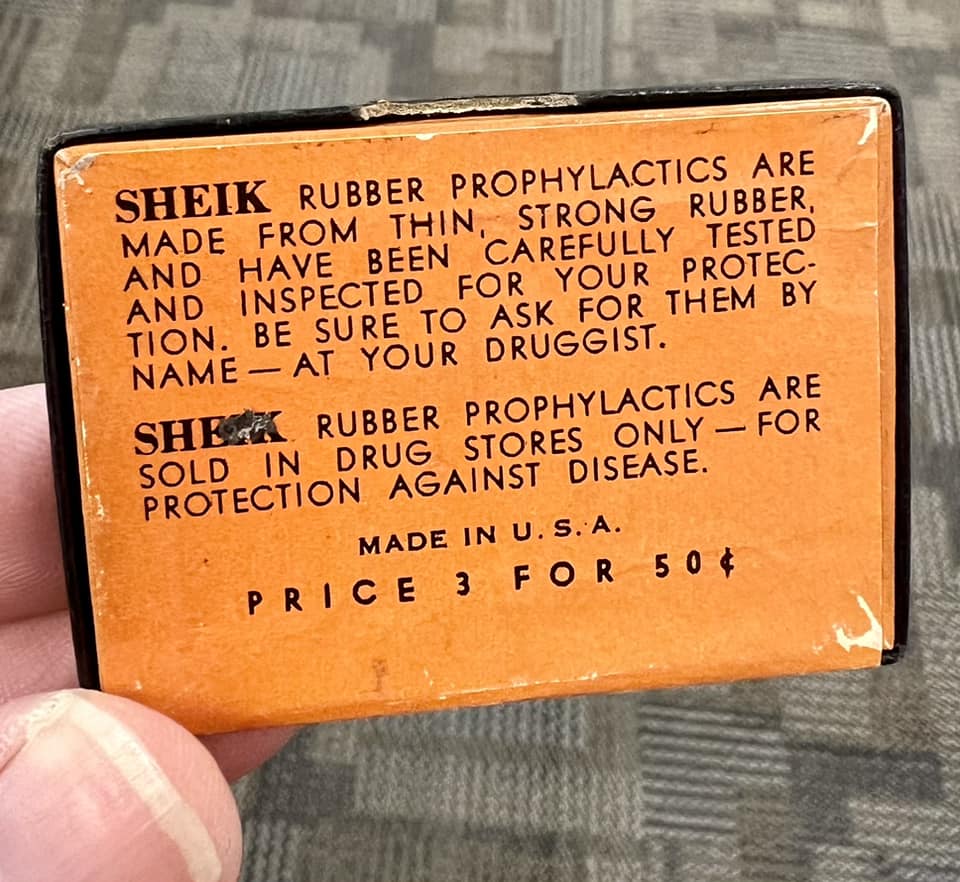 SHEIK RUBBER PROPHYLACTICS ARE
MADE FROM THIN, STRONG RUBBER,
AND HAVE BEEN CAREFULLY TESTED
AND INSPECTED FOR YOUR PROTEC-
TION. BE SURE TO ASK FOR THEM BY
NAME — AT YOUR DRUGGIST.
SHEIK RUBBER PROPHYLACTICS ARE
SOLD IN DRUG STORES ONLY — FOR
PROTECTION AGAINST DISEASE.
MADE IN U.S.A.
PRICE 3 FOR 50¢